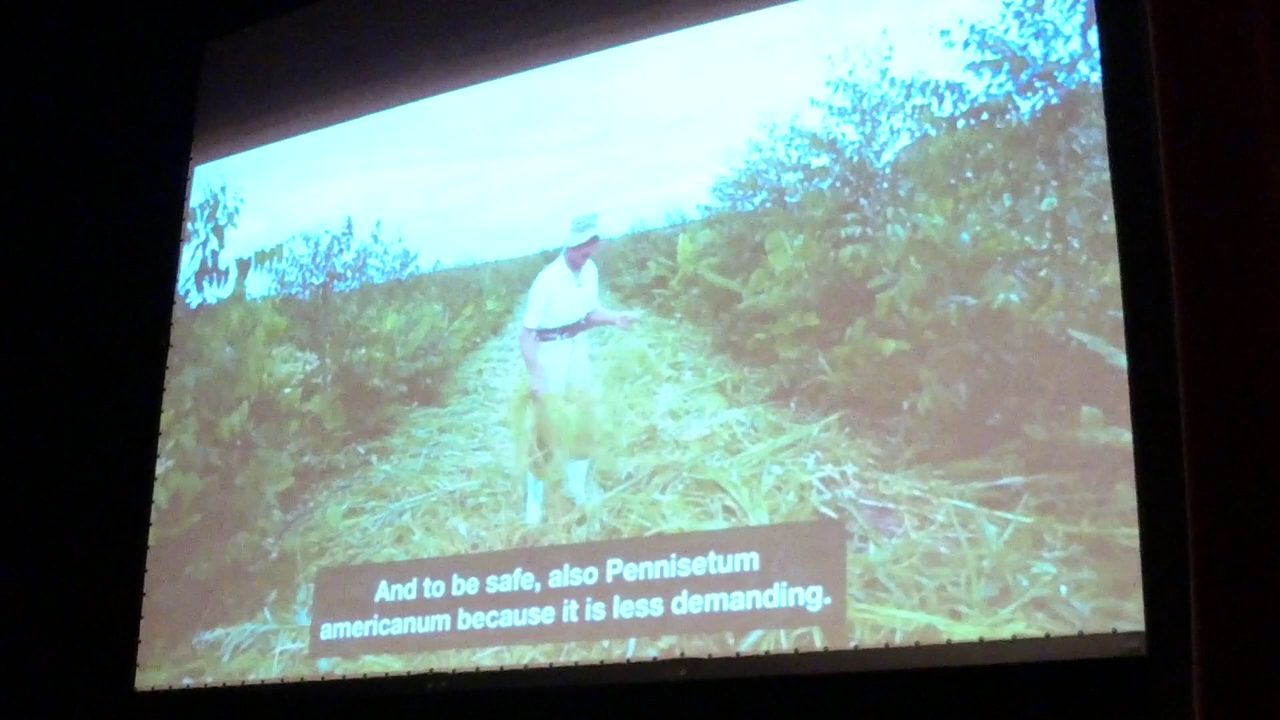 And to be safe, also Pennisetum
americanum because it is less demanding.